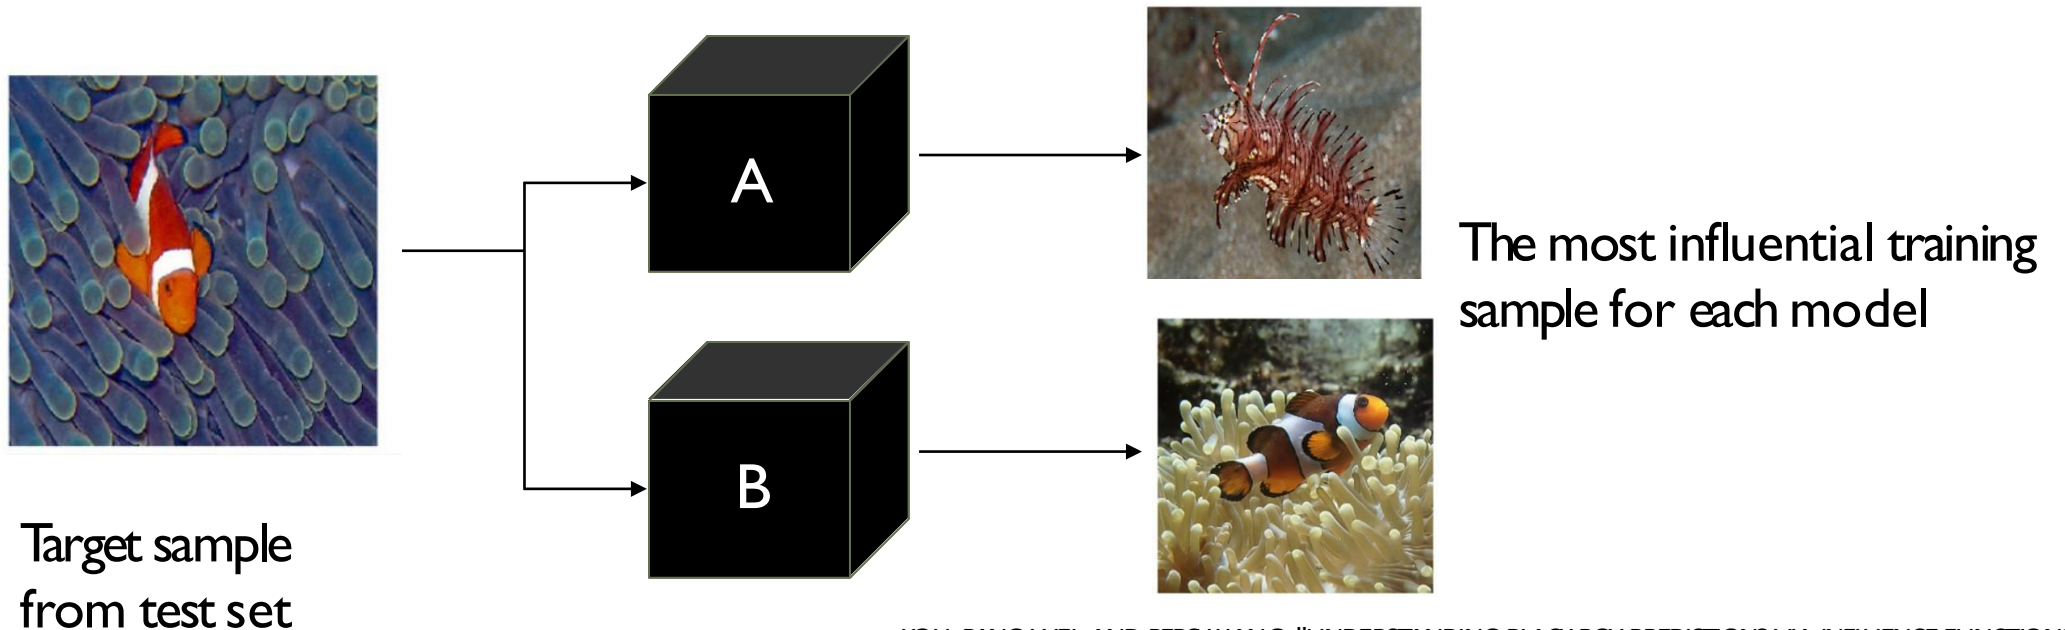 A
B
The most influential training
sample for each model
Target sample
from test set